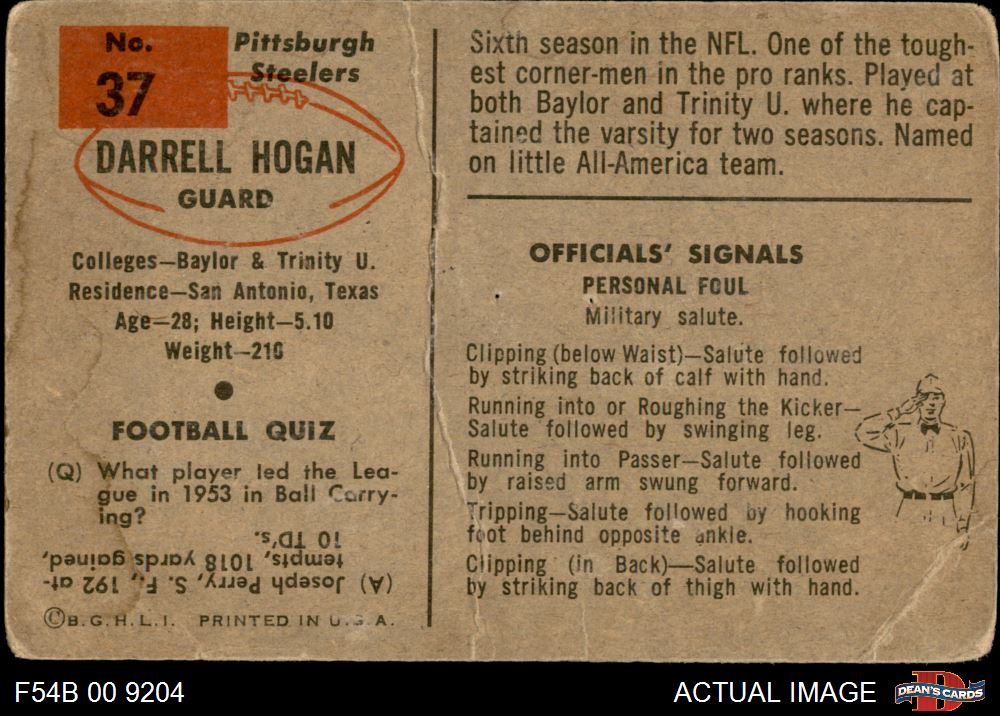 No.
37
Pittsburgh
Steelers
DARRELL HOGAN
GUARD
Colleges—Baylor & Trinity U.
Residence—San Antonio, Texas
Age—28; Height—5.10
Weight—210
FOOTBALL QUIZ
(Q) What player led the Lea-
gue in 1953 in Ball Carry-
ing?
(A) Joseph Perry, S. F., 192 at-
tempts, 1018 yards gained,
10 TD's.
©B.G.H.L.I. PRINTED IN U.S.A.
Sixth season in the NFL. One of the tough-
est corner-men in the pro ranks. Played at
both Baylor and Trinity U. where he cap-
tained the varsity for two seasons. Named
on little All-America team.
OFFICIALS' SIGNALS
PERSONAL FOUL
Military salute.
Clipping (below Waist)—Salute followed
by striking back of calf with hand.
Running into or Roughing the Kicker—
Salute followed by swinging leg.
Running into Passer—Salute followed
by raised arm swung forward.
Tripping—Salute followed by hooking
foot behind opposite ankle.
Clipping (in Back)—Salute followed
by striking back of thigh with hand.
F54B 00 9204
ACTUAL IMAGE
DEAN'S CARDS